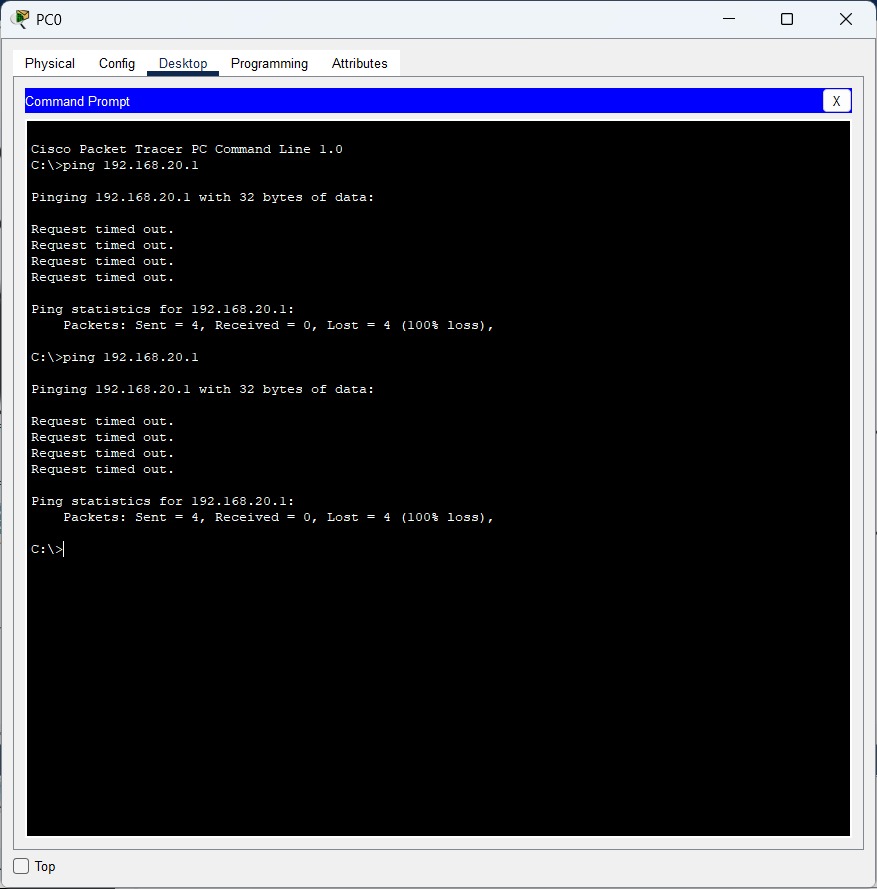 PC0
Physical Config Desktop Programming Attributes
Command Prompt X
Cisco Packet Tracer PC Command Line 1.0
C:\>ping 192.168.20.1
Pinging 192.168.20.1 with 32 bytes of data:
Request timed out.
Request timed out.
Request timed out.
Request timed out.
Ping statistics for 192.168.20.1:
    Packets: Sent = 4, Received = 0, Lost = 4 (100% loss),
C:\>ping 192.168.20.1
Pinging 192.168.20.1 with 32 bytes of data:
Request timed out.
Request timed out.
Request timed out.
Request timed out.
Ping statistics for 192.168.20.1:
    Packets: Sent = 4, Received = 0, Lost = 4 (100% loss),
C:\>
Top